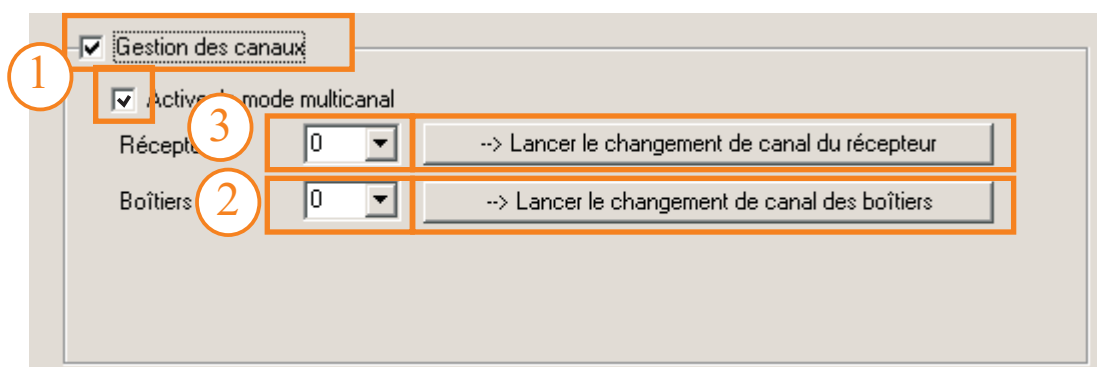 Gestion des canaux
1
mode multicanal
3
0
--> Lancer le changement de canal du récepteur
Boîtiers
2
0
--> Lancer le changement de canal des boîtiers